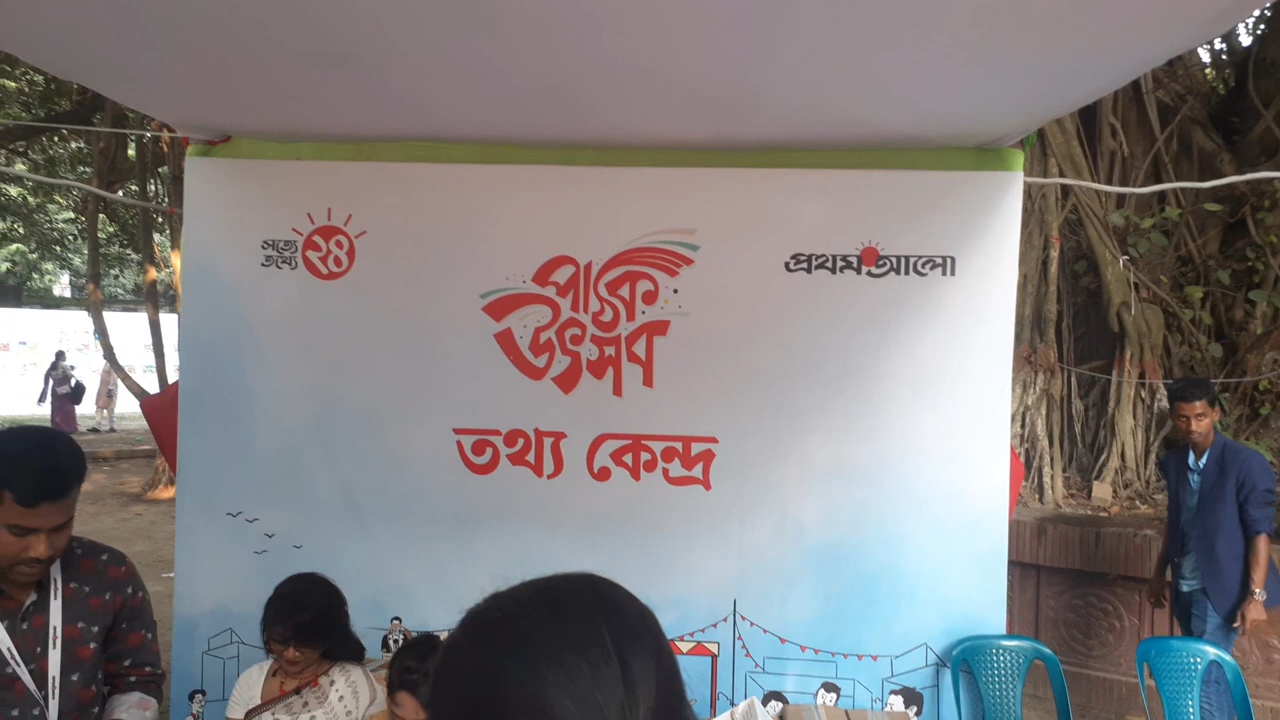 সত্যে
তথ্যে
২৪
পাঠক
উৎসব
প্রথম আলো
তথ্য কেন্দ্র